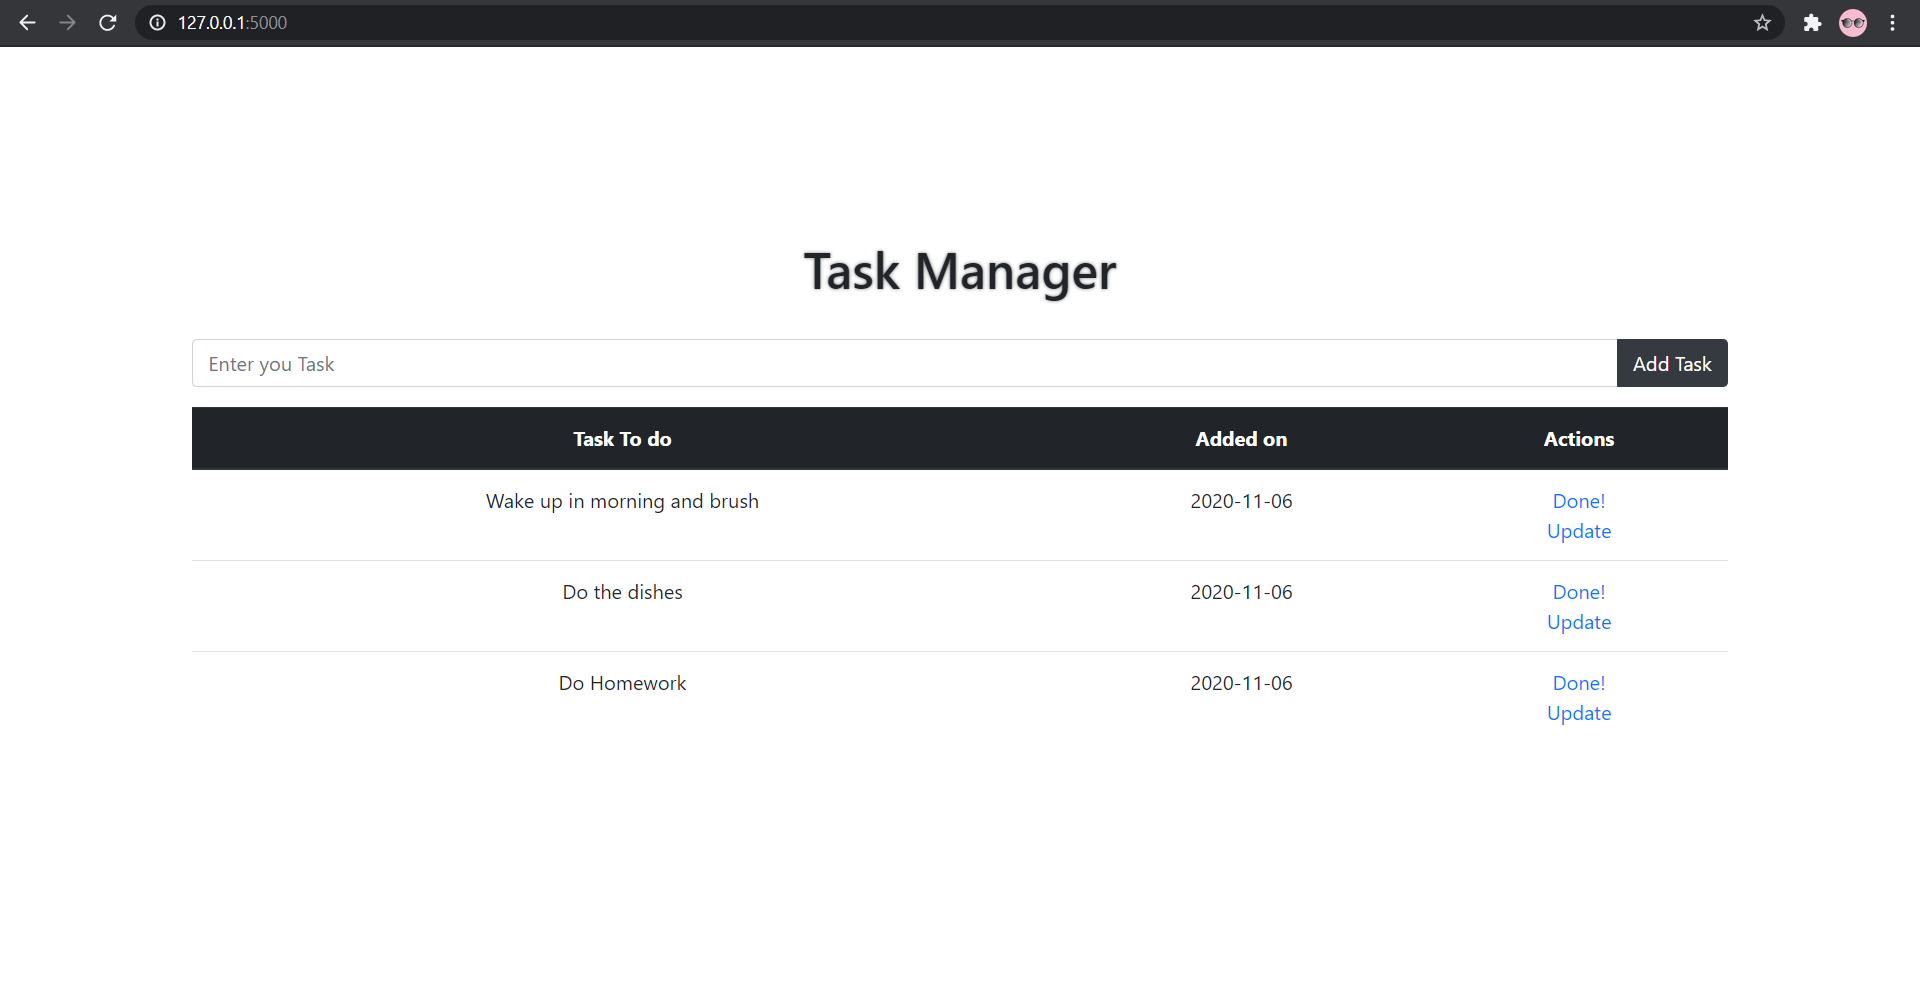 127.0.0.1:5000
Task Manager
Enter you Task
Add Task
Task To do Added on Actions
Wake up in morning and brush 2020-11-06 Done!
Update
Do the dishes 2020-11-06 Done!
Update
Do Homework 2020-11-06 Done!
Update